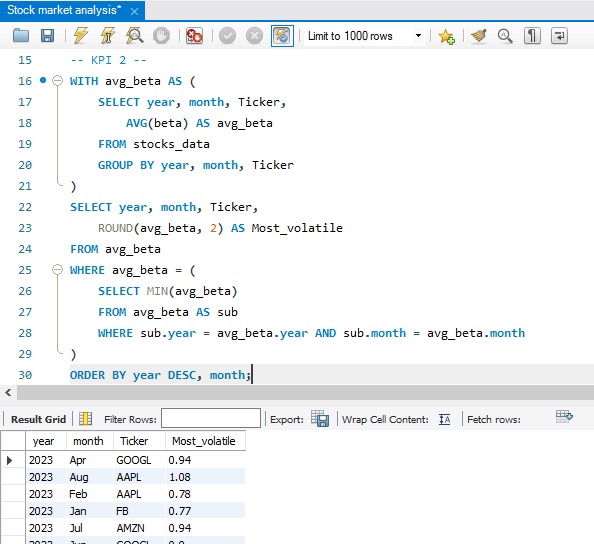 Stock market analysis*
Limit to 1000 rows
15 -- KPI 2 --
16 WITH avg_beta AS (
17 SELECT year, month, Ticker,
18 AVG(beta) AS avg_beta
19 FROM stocks_data
20 GROUP BY year, month, Ticker
21 )
22 SELECT year, month, Ticker,
23 ROUND(avg_beta, 2) AS Most_volatile
24 FROM avg_beta
25 WHERE avg_beta = (
26 SELECT MIN(avg_beta)
27 FROM avg_beta AS sub
28 WHERE sub.year = avg_beta.year AND sub.month = avg_beta.month
29 )
30 ORDER BY year DESC, month;
Result Grid Filter Rows: Export: Wrap Cell Content: Fetch rows:
year month Ticker Most_volatile
2023 Apr GOOGL 0.94
2023 Aug AAPL 1.08
2023 Feb AAPL 0.78
2023 Jan FB 0.77
2023 Jul AMZN 0.94